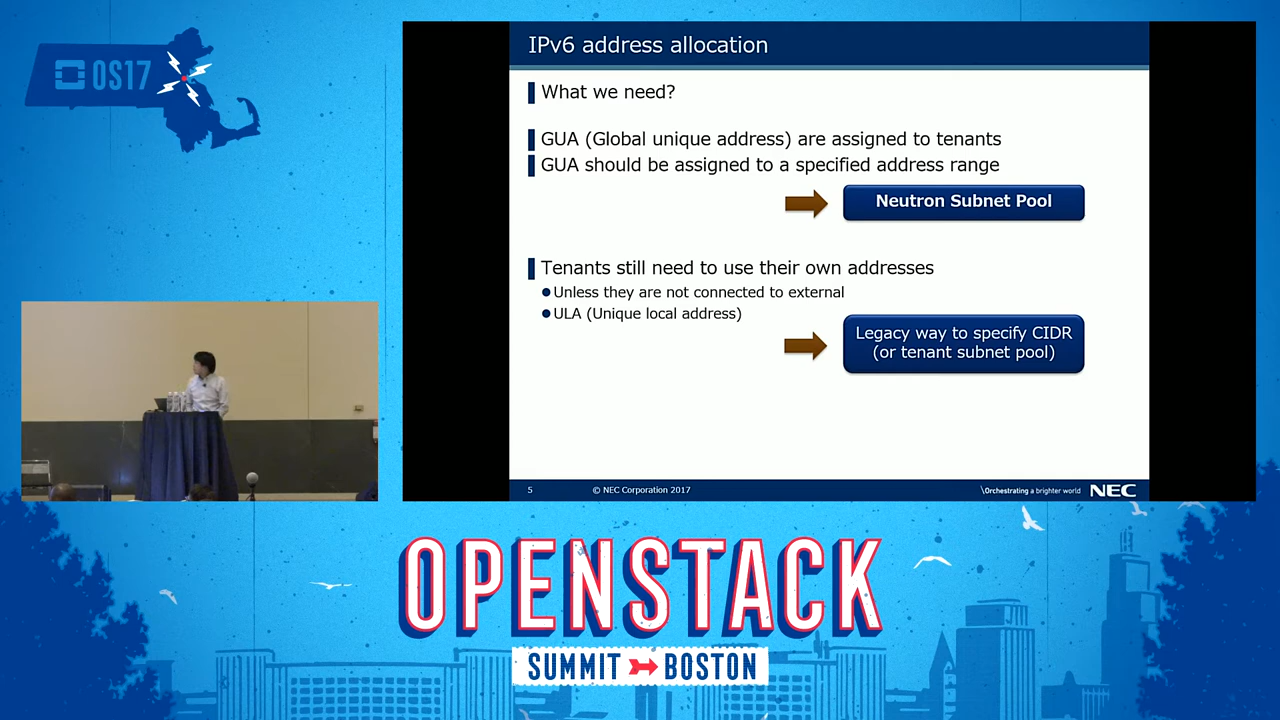 OS17
IPv6 address allocation
What we need?
GUA (Global unique address) are assigned to tenants
GUA should be assigned to a specified address range
Neutron Subnet Pool
Tenants still need to use their own addresses
Unless they are not connected to external
ULA (Unique local address)
Legacy way to specify CIDR
(or tenant subnet pool)
5
© NEC Corporation 2017
\Orchestrating a brighter world
NEC
OPENSTACK
SUMMIT BOSTON